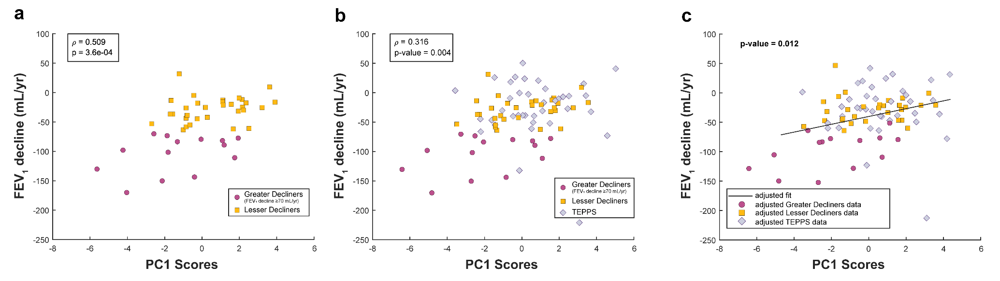 a
ρ = 0.509
p = 3.6e-04
100
50
0
-50
-100
-150
-200
-250
FEV1 decline (mL/yr)
Greater Decliners
(FEV1 decline ≥70 mL/yr)
Lesser Decliners
-8 -6 -4 -2 0 2 4 6
PC1 Scores
b
ρ = 0.316
p-value = 0.004
100
50
0
-50
-100
-150
-200
-250
FEV1 decline (mL/yr)
Greater Decliners
(FEV1 decline ≥70 mL/yr)
Lesser Decliners
TEPPS
-8 -6 -4 -2 0 2 4 6
PC1 Scores
c
p-value = 0.012
100
50
0
-50
-100
-150
-200
-250
FEV1 decline (mL/yr)
adjusted fit
adjusted Greater Decliners data
adjusted Lesser Decliners data
adjusted TEPPS data
-8 -6 -4 -2 0 2 4 6
PC1 Scores